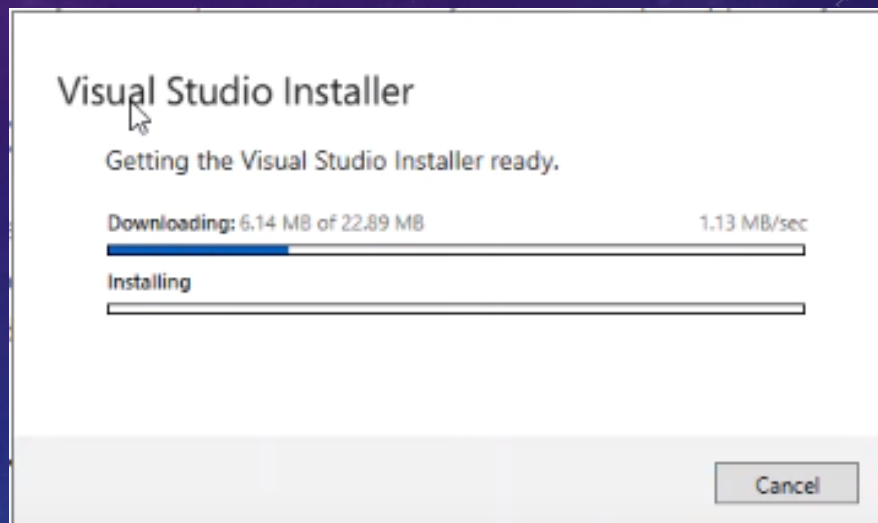 Visual Studio Installer
Getting the Visual Studio Installer ready.
Downloading: 6.14 MB of 22.89 MB 1.13 MB/sec
Installing
Cancel